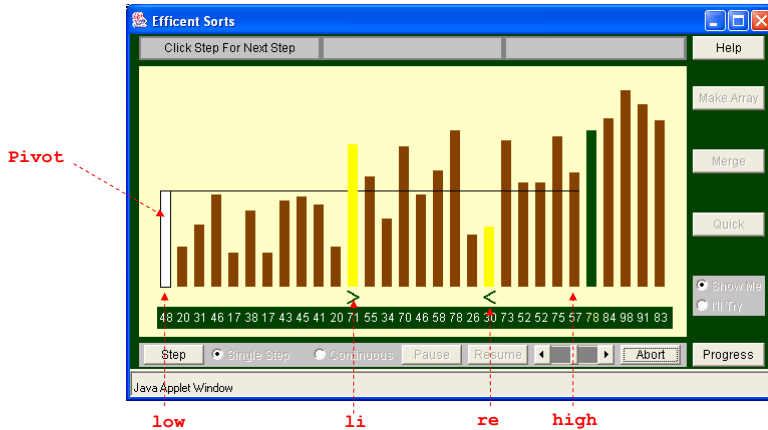 Efficent Sorts
Click Step For Next Step
Help
Make Array
Pivot
Merge
Quick
Show Me
I'll Try
48 20 31 46 17 38 17 43 45 41 20 71 55 34 70 46 58 78 26 30 73 52 52 75 57 78 84 98 91 83
Step Single Step Continuous Pause Resume Abort Progress
Java Applet Window
low li re high